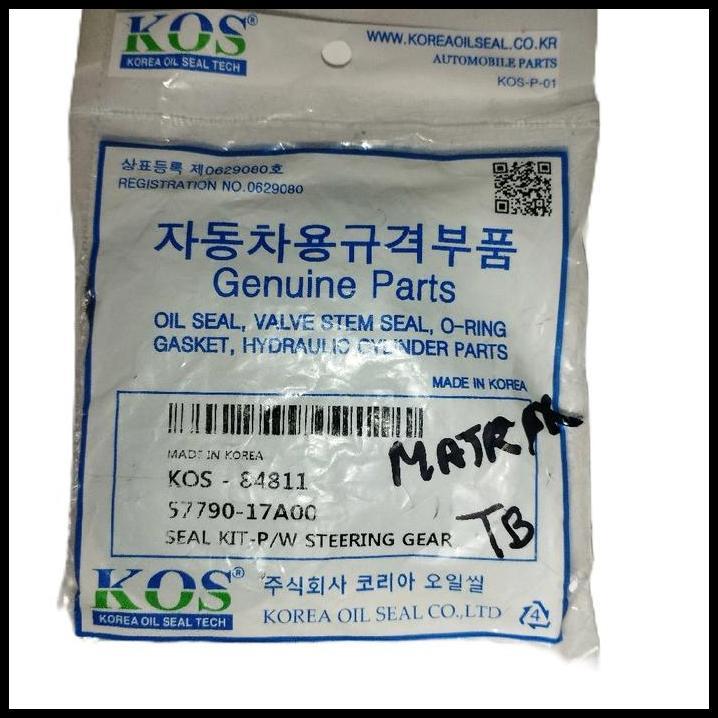 KOS®
KOREA OIL SEAL TECH
WWW.KOREAOILSEAL.CO.KR
AUTOMOBILE PARTS
KOS-P-01
상표등록 제0629080호
REGISTRATION NO.0629080
자동차용규격부품
Genuine Parts
OIL SEAL, VALVE STEM SEAL, O-RING
GASKET, HYDRAULIC CYLINDER PARTS
MADE IN KOREA
MADE IN KOREA
KOS - 84811
57790-17A00
SEAL KIT-P/W STEERING GEAR
TB
KOS®
KOREA OIL SEAL TECH
주식회사 코리아 오일씰
KOREA OIL SEAL CO.,LTD
4